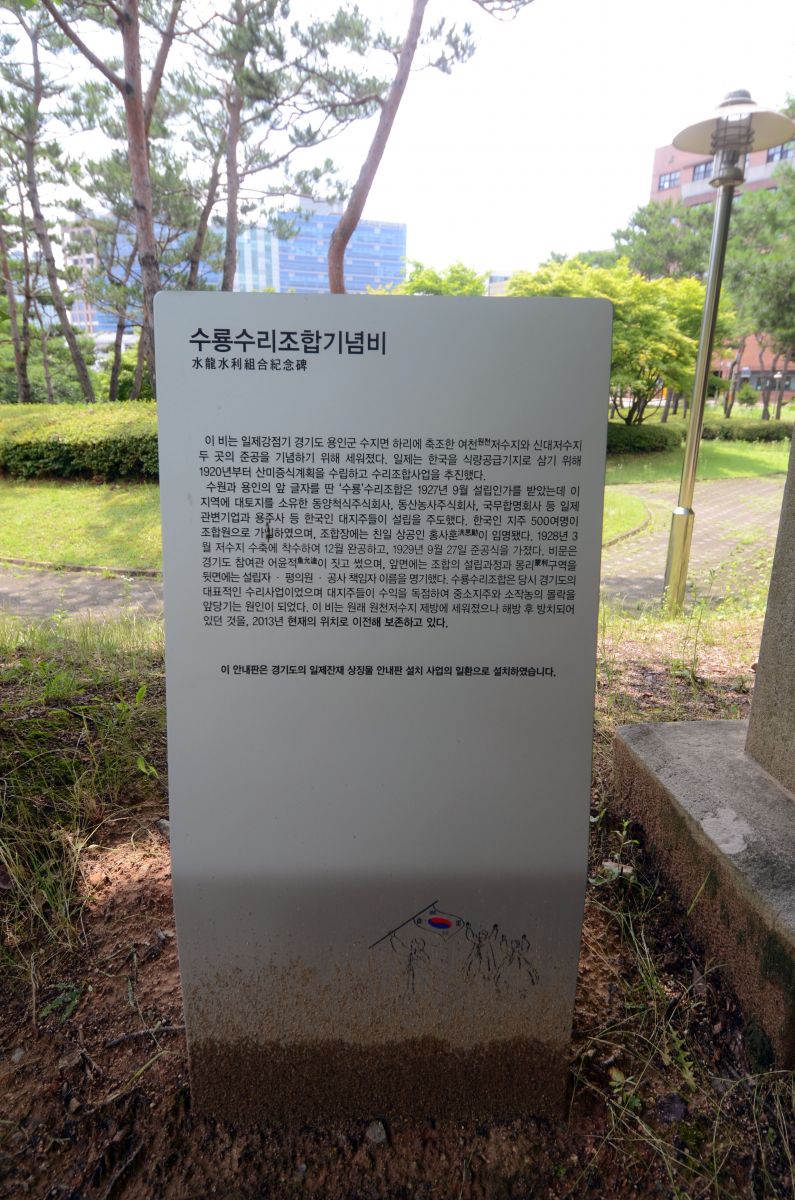 수룡수리조합기념비
水龍水利組合紀念碑
이 비는 일제강점기 경기도 용인군 수지면 하리에 축조한 여천原川저수지와 신대저수지
두 곳의 준공을 기념하기 위해 세워졌다. 일제는 한국을 식량공급기지로 삼기 위해
1920년부터 산미증식계획을 수립하고 수리조합사업을 추진했다.
수원과 용인의 앞 글자를 딴 '수룡'수리조합은 1927년 9월 설립인가를 받았는데 이
지역에 대토지를 소유한 동양척식주식회사, 동산농사주식회사, 국무합명회사 등 일제
관변기업과 용주사 등 한국인 대지주들이 설립을 주도했다. 한국인 지주 500여명이
조합원으로 가입하였으며, 조합장에는 친일 상공인 홍사훈이 임명됐다. 1928년 3
월 저수지 수축에 착수하여 12월 완공하고, 1929년 9월 27일 준공식을 가졌다. 비문은
경기도 참여관 어윤적魚允迪이 짓고 썼으며, 앞면에는 조합의 설립과정과 몽리蒙利구역을
뒷면에는 설립자 · 평의원 · 공사 책임자 이름을 명기했다. 수룡수리조합은 당시 경기도의
대표적인 수리사업이었으며 대지주들이 수익을 독점하여 중소지주와 소작농의 몰락을
앞당기는 원인이 되었다. 이 비는 원래 원천저수지 제방에 세워졌으나 해방 후 방치되어
있던 것을, 2013년 현재의 위치로 이전해 보존하고 있다.
이 안내판은 경기도의 일제잔재 상징물 안내판 설치 사업의 일환으로 설치하였습니다.